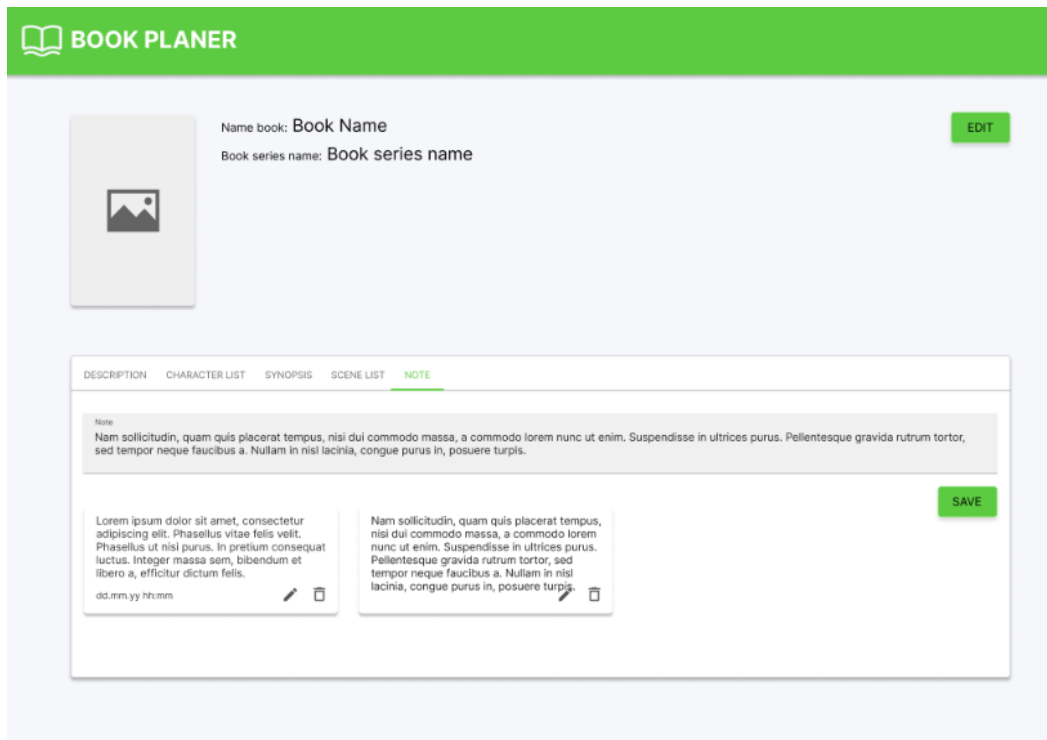 BOOK PLANER
Name book: Book Name
EDIT
Book series name: Book series name
DESCRIPTION CHARACTER LIST SYNOPSIS SCENE LIST NOTE
Note
Nam sollicitudin, quam quis placerat tempus, nisi dui commodo massa, a commodo lorem nunc ut enim. Suspendisse in ultrices purus. Pellentesque gravida rutrum tortor,
sed tempor neque faucibus a. Nullam in nisl lacinia, congue purus in, posuere turpis.
SAVE
Lorem ipsum dolor sit amet, consectetur
adipiscing elit. Phasellus vitae felis velit.
Phasellus ut nisi purus. In pretium consequat
luctus. Integer massa sem, bibendum et
libero a, efficitur dictum felis.
dd.mm.yy hh:mm
Nam sollicitudin, quam quis placerat tempus,
nisi dui commodo massa, a commodo lorem
nunc ut enim. Suspendisse in ultrices purus.
Pellentesque gravida rutrum tortor, sed
tempor neque faucibus a. Nullam in nisl
lacinia, congue purus in, posuere turpis.